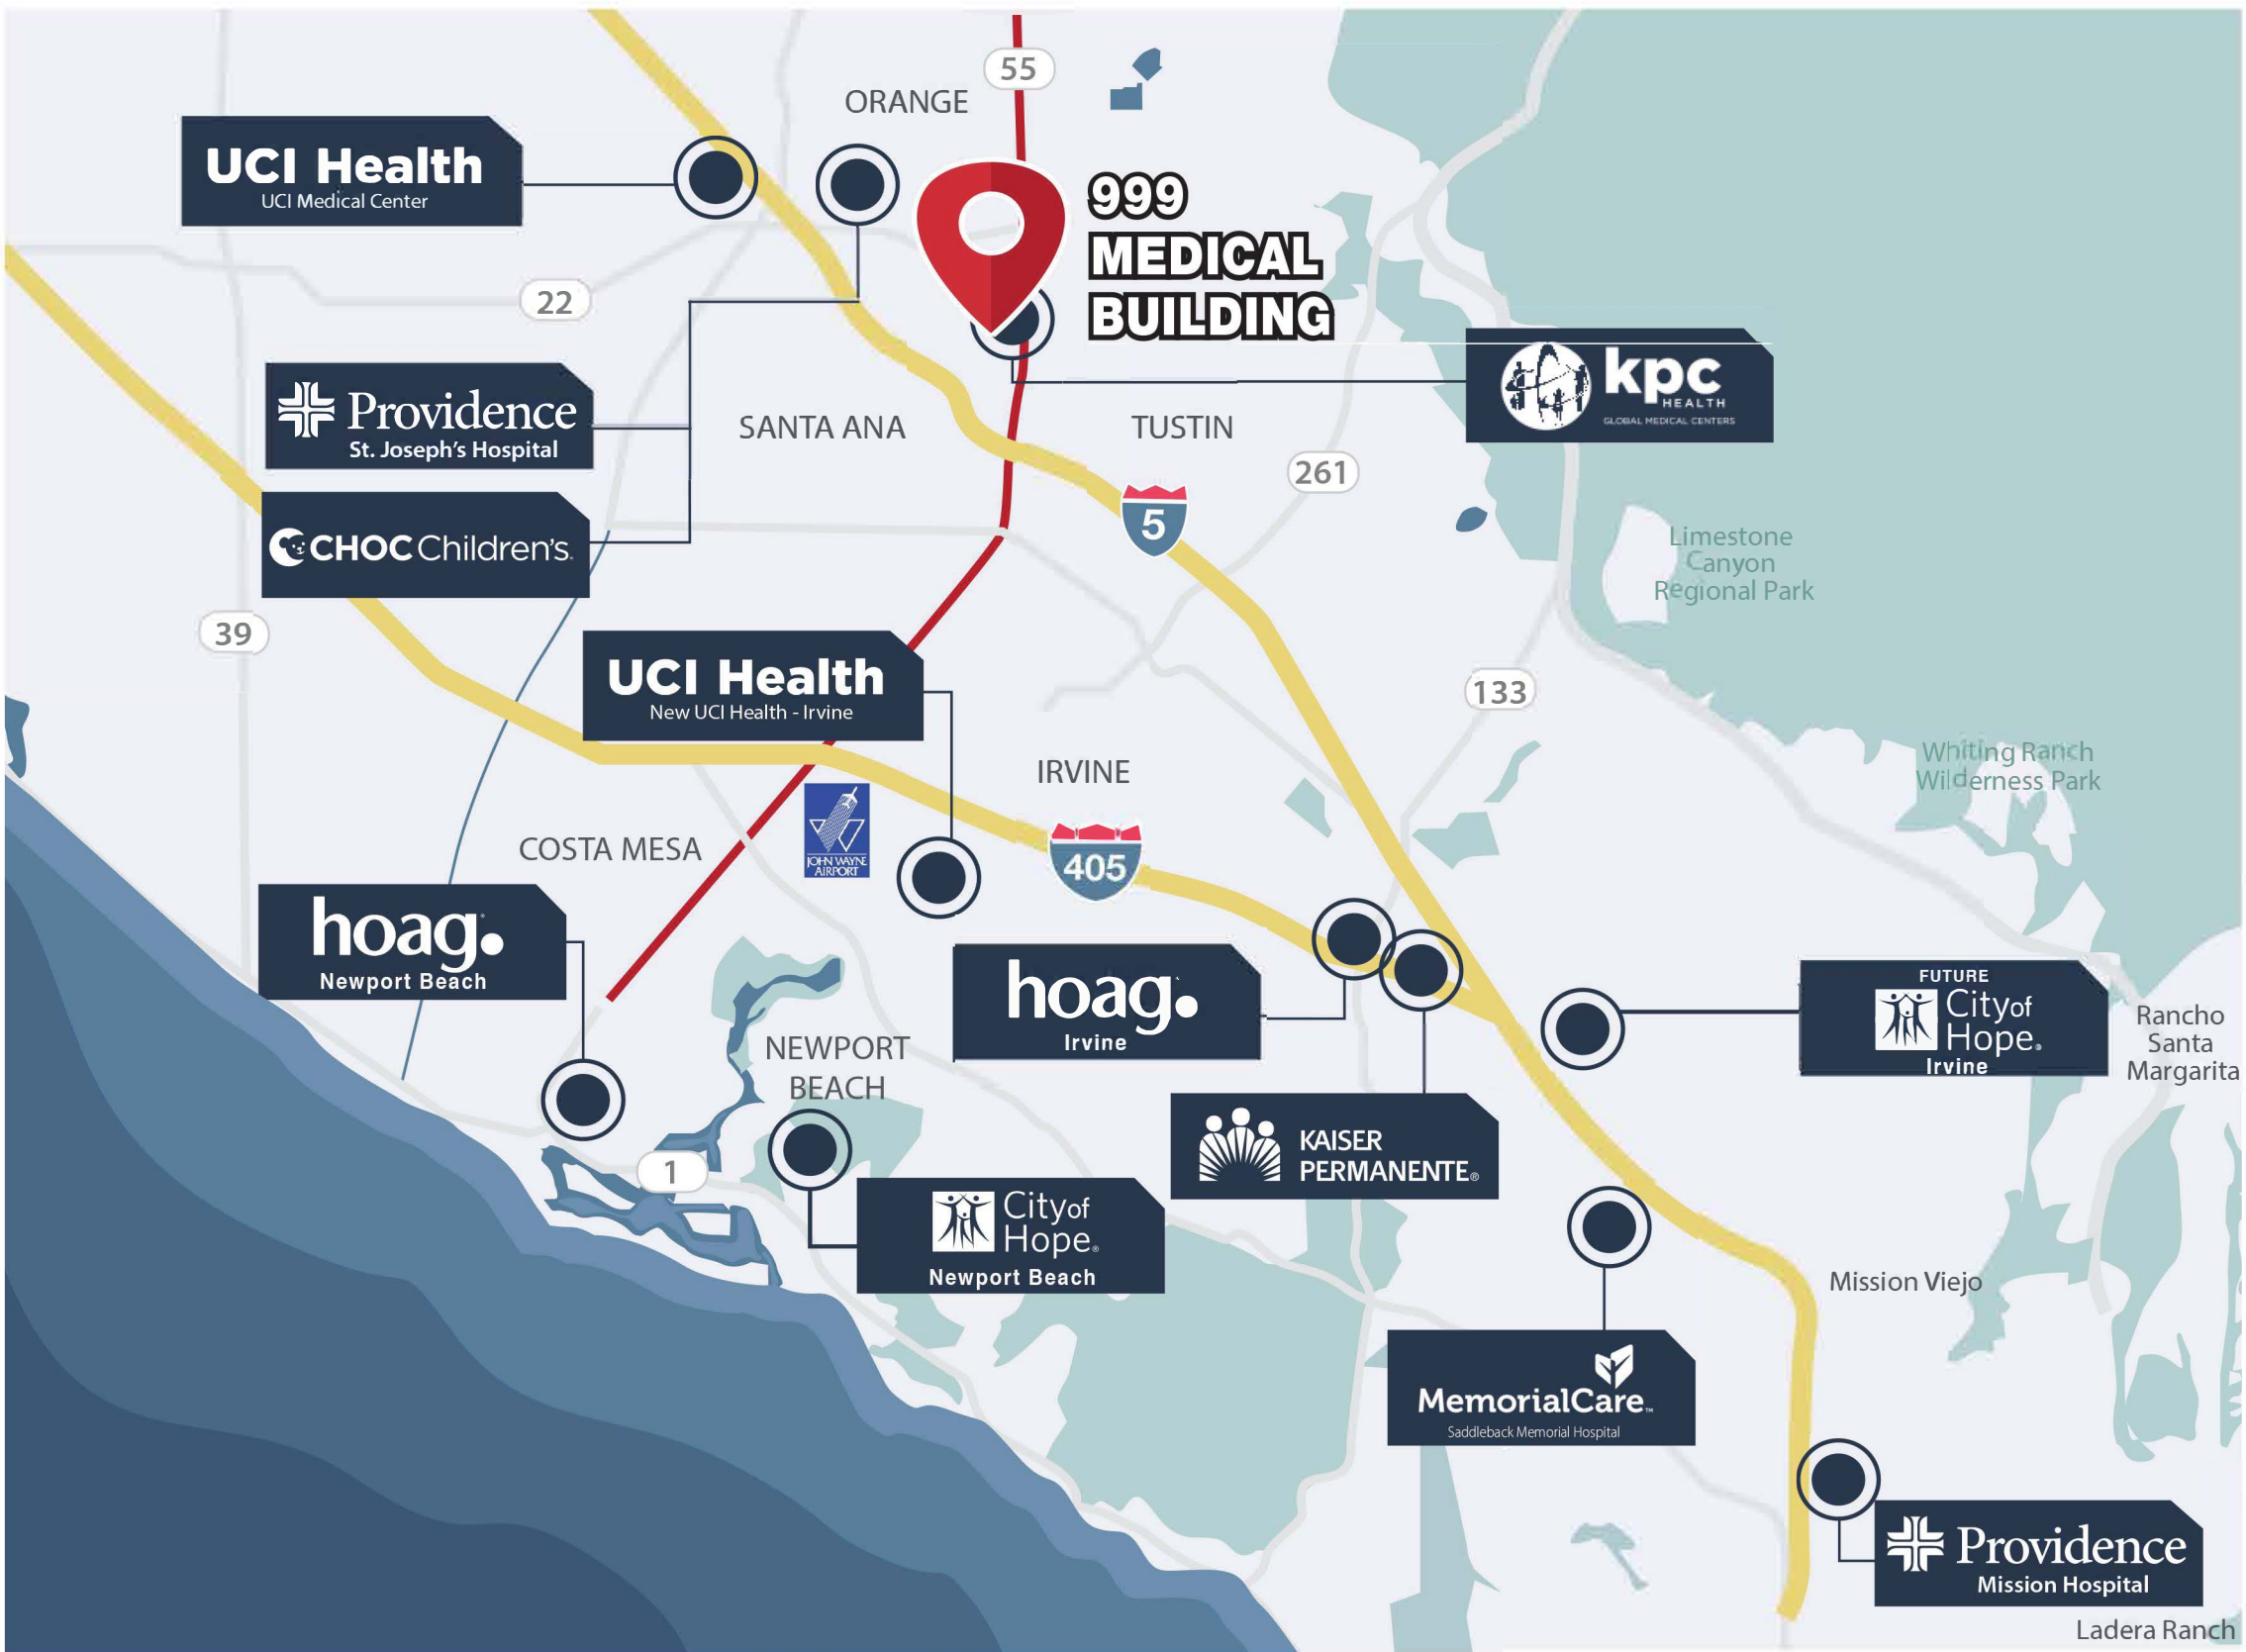 55
ORANGE
UCI Health
UCI Medical Center
999
MEDICAL
BUILDING
22
kpc
HEALTH
GLOBAL MEDICAL CENTERS
Providence
St. Joseph's Hospital
SANTA ANA
TUSTIN
261
5
CHOC Children's.
Limestone
Canyon
Regional Park
39
UCI Health
New UCI Health - Irvine
133
Whiting Ranch
Wilderness Park
IRVINE
COSTA MESA
JOHN WAYNE
AIRPORT
405
hoag.
Newport Beach
hoag.
Irvine
FUTURE
City of
Hope®
Irvine
Rancho
Santa
Margarita
NEWPORT
BEACH
KAISER
PERMANENTE®
1
City of
Hope®
Newport Beach
Mission Viejo
MemorialCare™
Saddleback Memorial Hospital
Providence
Mission Hospital
Ladera Ranch